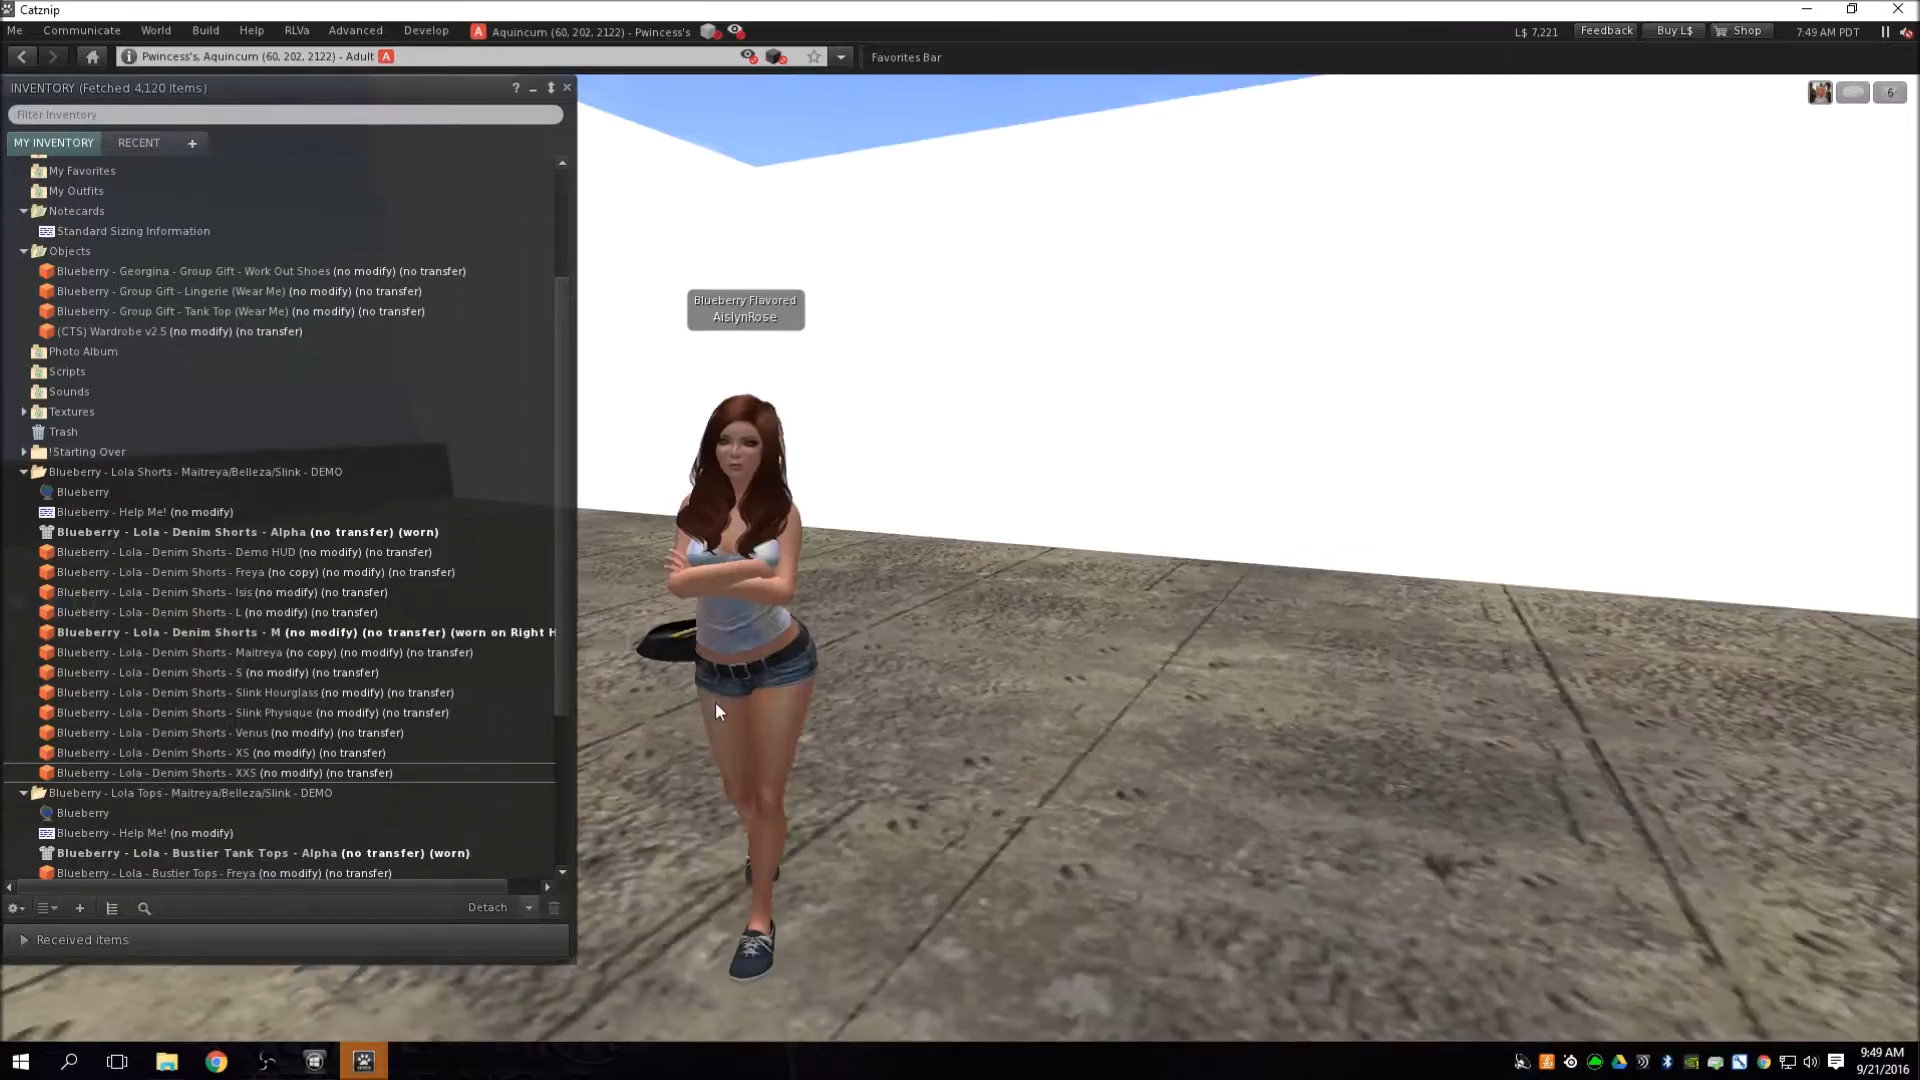 Catznip
Me Communicate World Build Help RLVa Advanced Develop A Aquincum (60, 202, 2122) - Pwincess's L$ 7,221 Feedback Buy L$ Shop 7:49 AM PDT
Pwincess's, Aquincum (60, 202, 2122) - Adult A Favorites Bar
INVENTORY (Fetched 4,120 Items) ?
6
Filter Inventory
MY INVENTORY RECENT +
My Favorites
My Outfits
Notecards
Standard Sizing Information
Objects
Blueberry - Georgina - Group Gift - Work Out Shoes (no modify) (no transfer)
Blueberry - Group Gift - Lingerie (Wear Me) (no modify) (no transfer)
Blueberry - Group Gift - Tank Top (Wear Me) (no modify) (no transfer)
(CTS) Wardrobe v2.5 (no modify) (no transfer)
Photo Album
Scripts
Sounds
Textures
Trash
!Starting Over
Blueberry - Lola Shorts - Maitreya/Belleza/Slink - DEMO
Blueberry
Blueberry - Help Me! (no modify)
Blueberry - Lola - Denim Shorts - Alpha (no transfer) (worn)
Blueberry - Lola - Denim Shorts - Demo HUD (no modify) (no transfer)
Blueberry - Lola - Denim Shorts - Freya (no copy) (no modify) (no transfer)
Blueberry - Lola - Denim Shorts - Isis (no modify) (no transfer)
Blueberry - Lola - Denim Shorts - L (no modify) (no transfer)
Blueberry - Lola - Denim Shorts - M (no modify) (no transfer) (worn on Right H
Blueberry - Lola - Denim Shorts - Maitreya (no copy) (no modify) (no transfer)
Blueberry - Lola - Denim Shorts - S (no modify) (no transfer)
Blueberry - Lola - Denim Shorts - Slink Hourglass (no modify) (no transfer)
Blueberry - Lola - Denim Shorts - Slink Physique (no modify) (no transfer)
Blueberry - Lola - Denim Shorts - Venus (no modify) (no transfer)
Blueberry - Lola - Denim Shorts - XS (no modify) (no transfer)
Blueberry - Lola - Denim Shorts - XXS (no modify) (no transfer)
Blueberry - Lola Tops - Maitreya/Belleza/Slink - DEMO
Blueberry
Blueberry - Help Me! (no modify)
Blueberry - Lola - Bustier Tank Tops - Alpha (no transfer) (worn)
Blueberry - Lola - Bustier Tops - Freya (no modify) (no transfer)
Detach
Received items
Blueberry Flavored
AislynRose
9:49 AM
9/21/2016